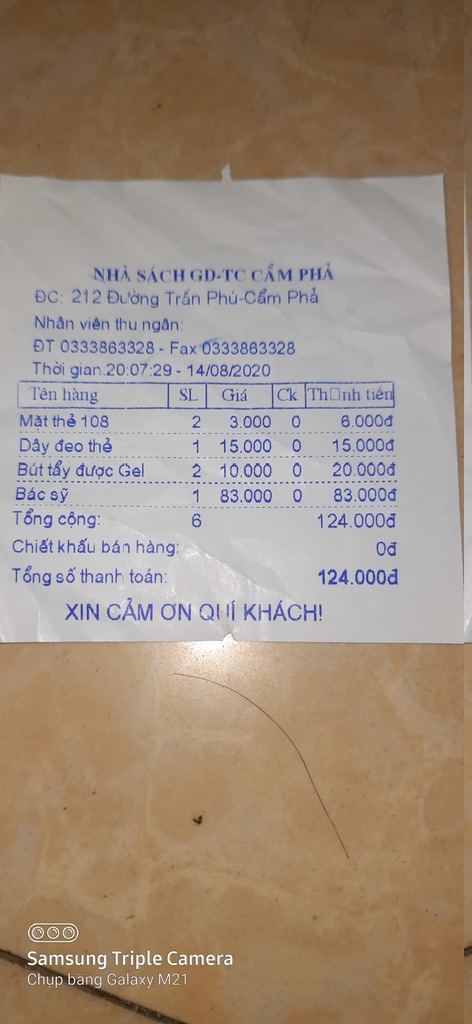 NHÀ SÁCH GD-TC CẨM PHẢ
ĐC: 212 Đường Trần Phú-Cẩm Phả
Nhân viên thu ngân:
ĐT 0333863328 - Fax 0333863328
Thời gian:20:07:29 - 14/08/2020
Tên hàng SL Giá Ck Th□nh tiền
Mặt thẻ 108 2 3.000 0 6.000đ
Dây đeo thẻ 1 15.000 0 15.000đ
Bút tẩy được Gel 2 10.000 0 20.000đ
Bác sỹ 1 83.000 0 83.000đ
Tổng cộng: 6 124.000đ
Chiết khấu bán hàng: 0đ
Tổng số thanh toán: 124.000đ
XIN CẢM ƠN QUÍ KHÁCH!
Samsung Triple Camera
Chụp bằng Galaxy M21